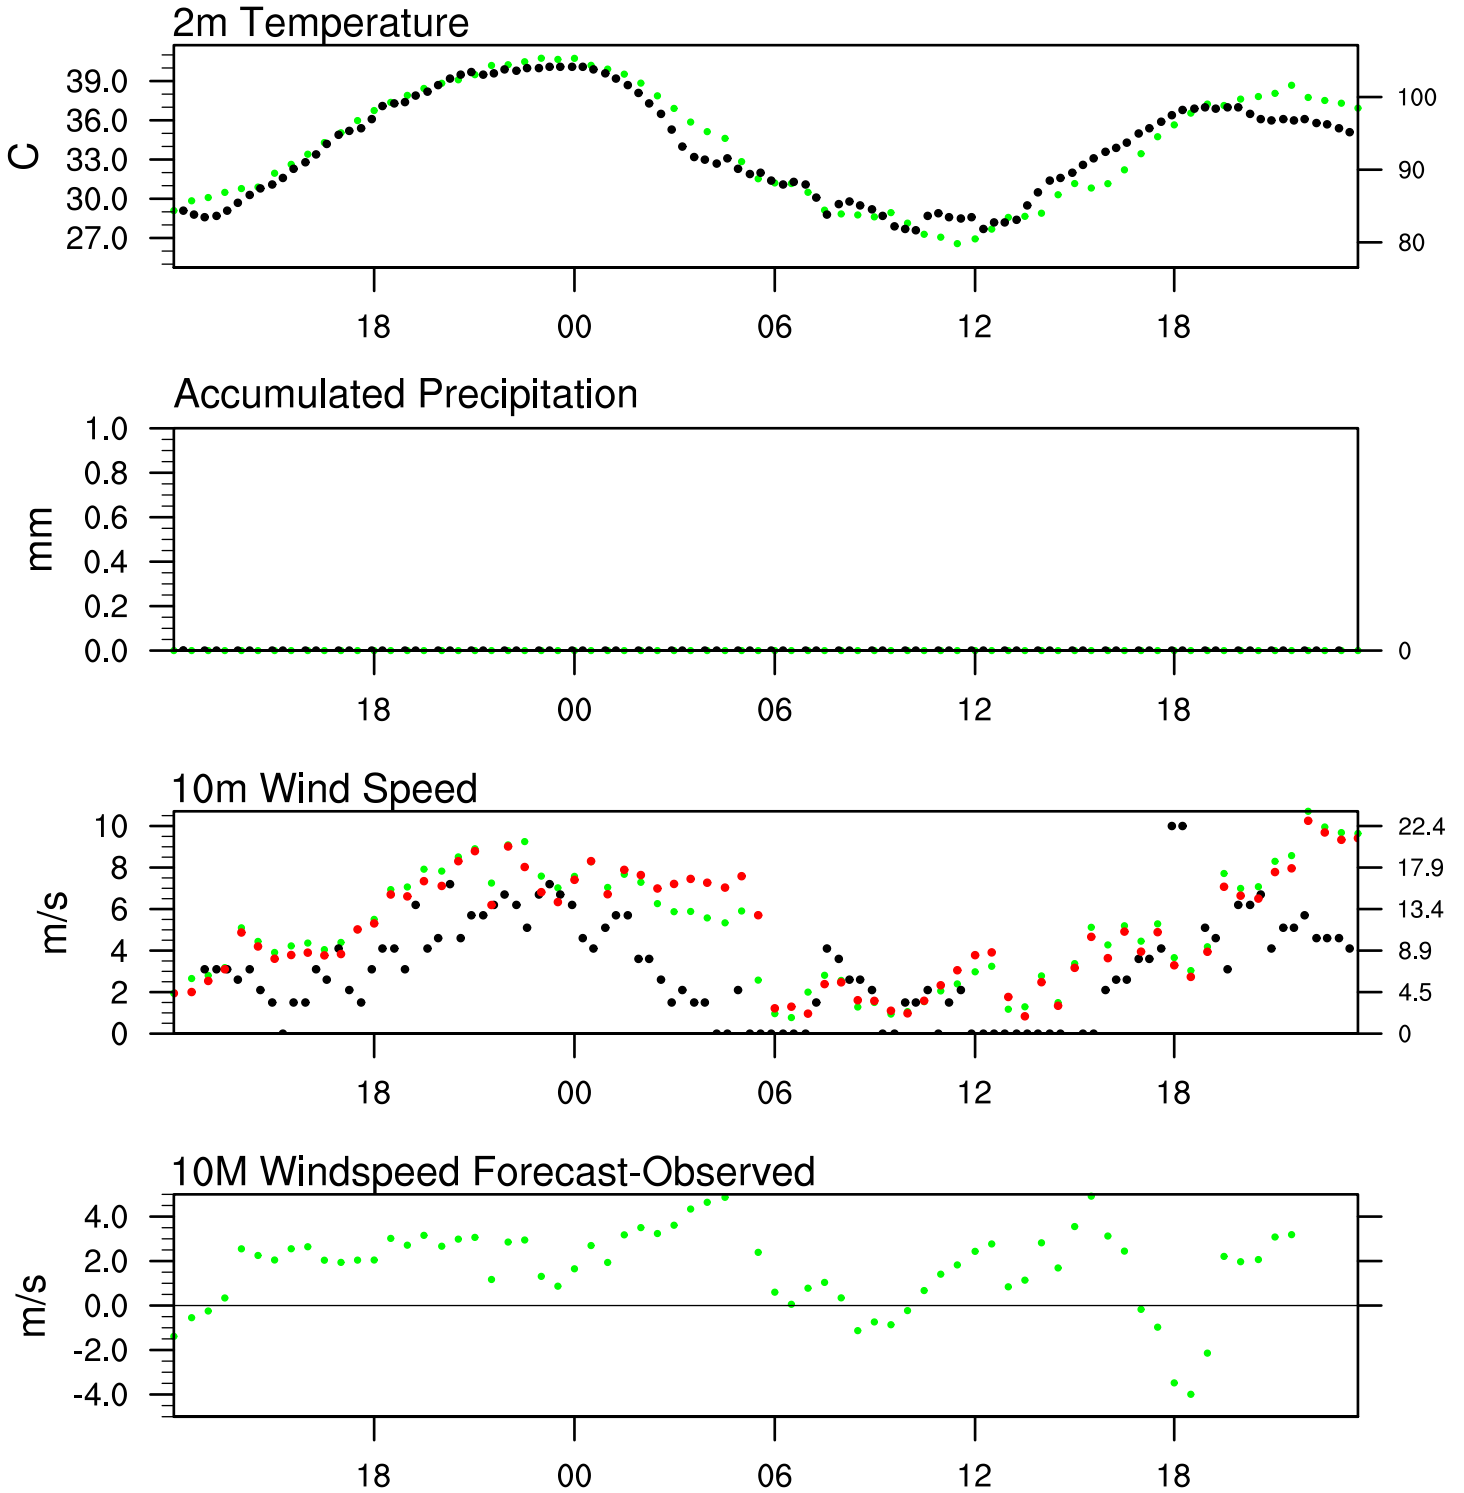 2m Temperature
39.0
36.0
33.0
30.0
27.0
C
100
90
80
18 00 06 12 18
Accumulated Precipitation
1.0
0.8
0.6
0.4
0.2
0.0
mm
0
18 00 06 12 18
10m Wind Speed
10
8
6
4
2
0
m/s
22.4
17.9
13.4
8.9
4.5
0
18 00 06 12 18
10M Windspeed Forecast-Observed
4.0
2.0
0.0
-2.0
-4.0
m/s
18 00 06 12 18